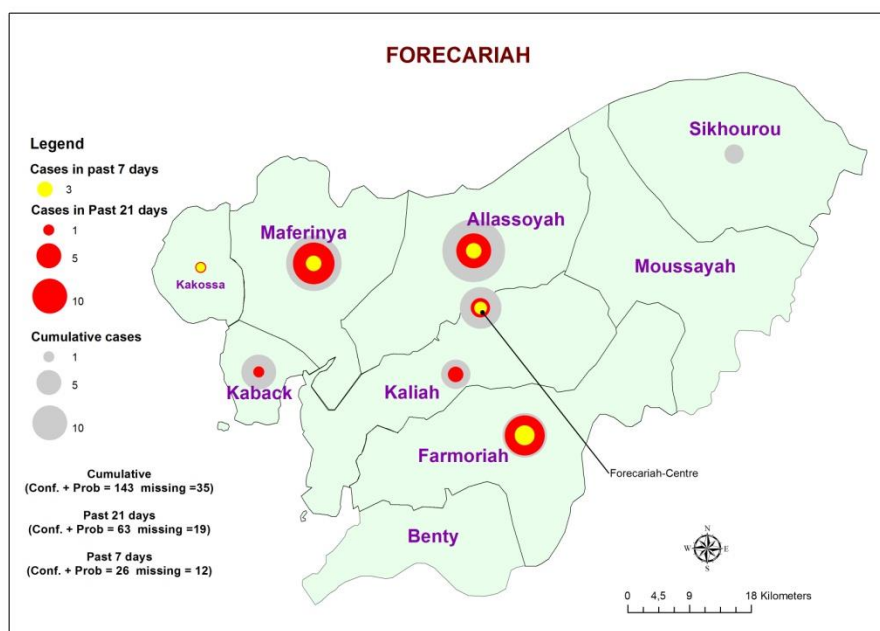 FORECARIAH
Legend
Cases in past 7 days
3
Cases in Past 21 days
1
5
10
Cumulative cases
1
5
10
Cumulative
(Conf. + Prob = 143 missing =35)
Past 21 days
(Conf. + Prob = 63 missing =19)
Past 7 days
(Conf. + Prob = 26 missing = 12)
Sikhourou
Allassoyah
Maferinya
Moussayah
Kakossa
Kaback
Kaliah
Farmoriah
Forecariah-Centre
Benty
N
W E
S
0 4,5 9 18 Kilometers